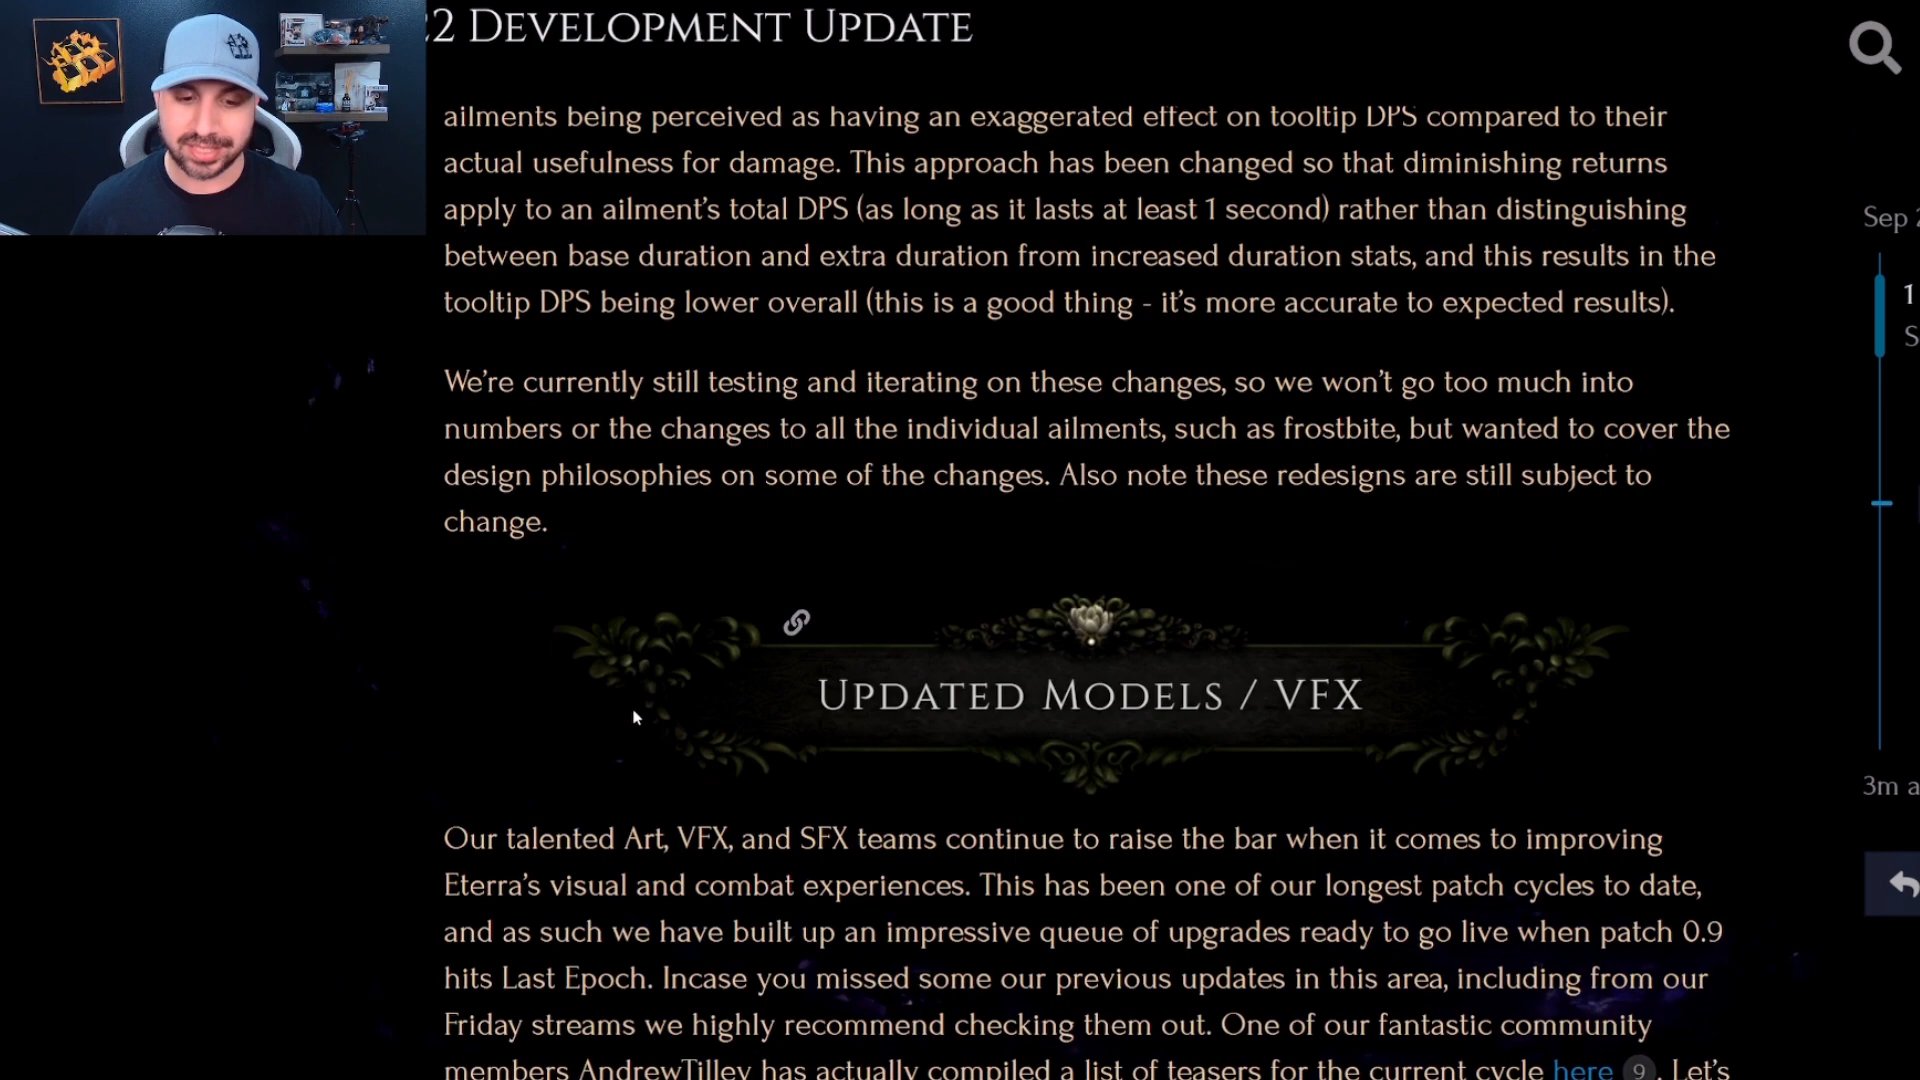 22 DEVELOPMENT UPDATE
ailments being perceived as having an exaggerated effect on tooltip DPS compared to their
actual usefulness for damage. This approach has been changed so that diminishing returns
apply to an ailment's total DPS (as long as it lasts at least 1 second) rather than distinguishing
between base duration and extra duration from increased duration stats, and this results in the
tooltip DPS being lower overall (this is a good thing - it's more accurate to expected results).
We're currently still testing and iterating on these changes, so we won't go too much into
numbers or the changes to all the individual ailments, such as frostbite, but wanted to cover the
design philosophies on some of the changes. Also note these redesigns are still subject to
change.
UPDATED MODELS / VFX
Our talented Art, VFX, and SFX teams continue to raise the bar when it comes to improving
Eterra's visual and combat experiences. This has been one of our longest patch cycles to date,
and as such we have built up an impressive queue of upgrades ready to go live when patch 0.9
hits Last Epoch. Incase you missed some our previous updates in this area, including from our
Friday streams we highly recommend checking them out. One of our fantastic community
members AndrewTilley has actually compiled a list of teasers for the current cycle here 9. Let's
Sep
1
S
3m a